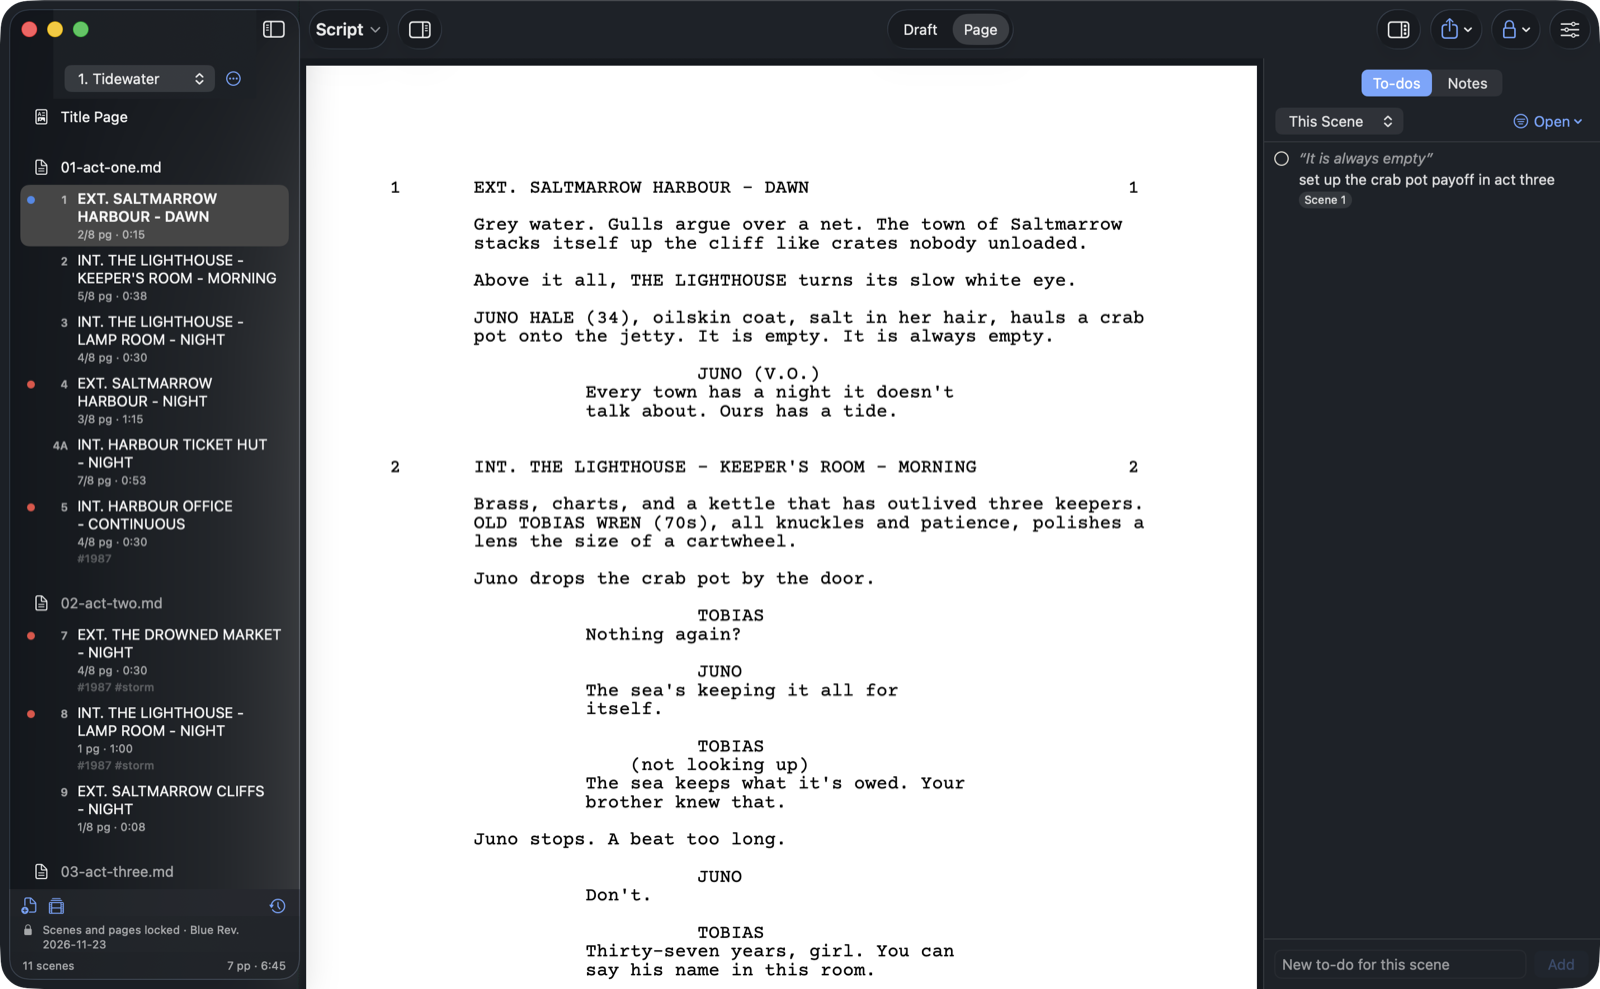 Script
Draft
Page
1. Tidewater
Title Page
01-act-one.md
1 EXT. SALTMARROW
HARBOUR - DAWN
2/8 pg · 0:15
2 INT. THE LIGHTHOUSE -
KEEPER'S ROOM - MORNING
5/8 pg · 0:38
3 INT. THE LIGHTHOUSE -
LAMP ROOM - NIGHT
4/8 pg · 0:30
4 EXT. SALTMARROW
HARBOUR - NIGHT
3/8 pg · 1:15
4A INT. HARBOUR TICKET HUT
- NIGHT
7/8 pg · 0:53
5 INT. HARBOUR OFFICE
- CONTINUOUS
4/8 pg · 0:30
#1987
02-act-two.md
7 EXT. THE DROWNED MARKET
- NIGHT
4/8 pg · 0:30
#1987 #storm
8 INT. THE LIGHTHOUSE -
LAMP ROOM - NIGHT
1 pg · 1:00
#1987 #storm
9 EXT. SALTMARROW CLIFFS
- NIGHT
1/8 pg · 0:08
03-act-three.md
Scenes and pages locked · Blue Rev.
2026-11-23
11 scenes 7 pp · 6:45
1 EXT. SALTMARROW HARBOUR - DAWN 1
Grey water. Gulls argue over a net. The town of Saltmarrow
stacks itself up the cliff like crates nobody unloaded.
Above it all, THE LIGHTHOUSE turns its slow white eye.
JUNO HALE (34), oilskin coat, salt in her hair, hauls a crab
pot onto the jetty. It is empty. It is always empty.
JUNO (V.O.)
Every town has a night it doesn't
talk about. Ours has a tide.
2 INT. THE LIGHTHOUSE - KEEPER'S ROOM - MORNING 2
Brass, charts, and a kettle that has outlived three keepers.
OLD TOBIAS WREN (70s), all knuckles and patience, polishes a
lens the size of a cartwheel.
Juno drops the crab pot by the door.
TOBIAS
Nothing again?
JUNO
The sea's keeping it all for
itself.
TOBIAS
(not looking up)
The sea keeps what it's owed. Your
brother knew that.
Juno stops. A beat too long.
JUNO
Don't.
TOBIAS
Thirty-seven years, girl. You can
say his name in this room.
To-dos
Notes
This Scene
Open
“It is always empty”
set up the crab pot payoff in act three
Scene 1
New to-do for this scene
Add